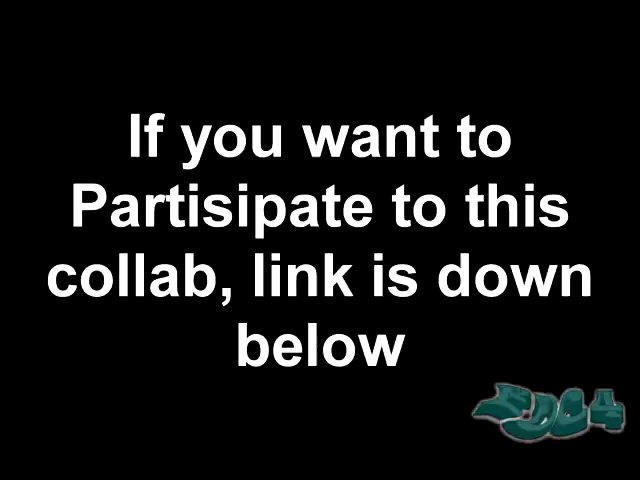 If you want to
Partisipate to this
collab, link is down
below